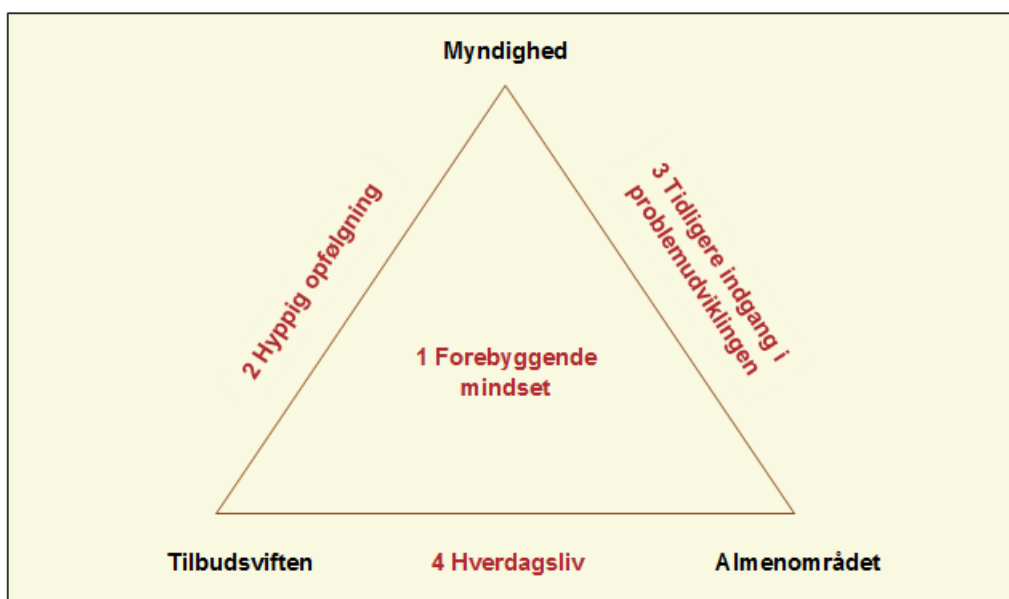 Myndighed
2 Hyppig opfølgning
3 Tidligere indgang i
problemudviklingen
1 Forebyggende
mindset
Tilbudsviften
4 Hverdagsliv
Almenområdet